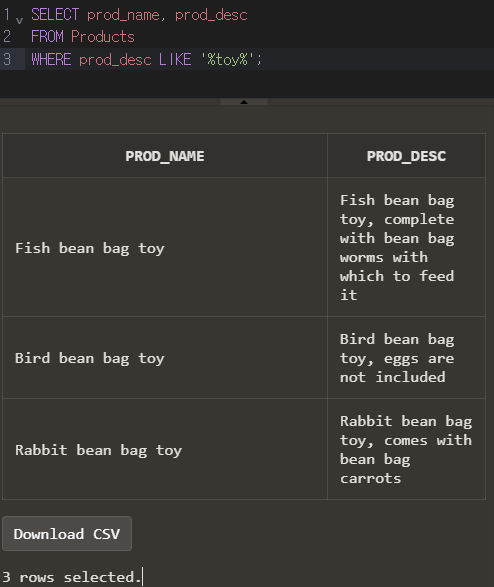 1 SELECT prod_name, prod_desc
2 FROM Products
3 WHERE prod_desc LIKE '%toy%';
PROD_NAME PROD_DESC
Fish bean bag toy
Fish bean bag
toy, complete
with bean bag
worms with
which to feed
it
Bird bean bag toy
Bird bean bag
toy, eggs are
not included
Rabbit bean bag toy
Rabbit bean bag
toy, comes with
bean bag
carrots
Download CSV
3 rows selected.